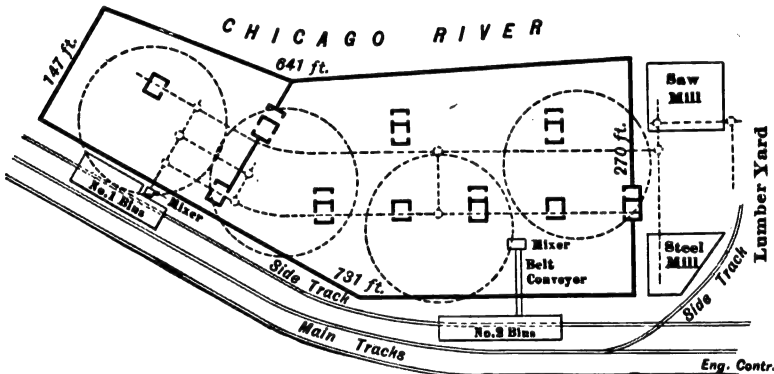 CHICAGO RIVER
147 ft.
641 ft.
Saw
Mill
270 ft.
Lumber Yard
No.1 Bins
Mixer
Mixer
Belt
Conveyor
Steel
Mill
Side Track
731 ft.
Side Track
No.2 Bins
Main Tracks
Eng. Contr.